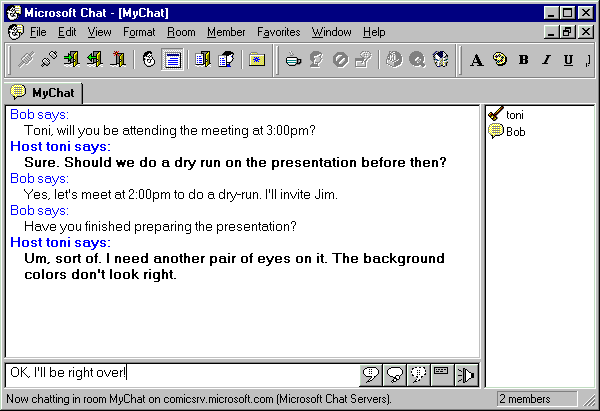 Microsoft Chat - [MyChat]
File Edit View Format Room Member Favorites Window Help
A B I U
MyChat
Bob says:
Toni, will you be attending the meeting at 3:00pm?
Host toni says:
Sure. Should we do a dry run on the presentation before then?
Bob says:
Yes, let's meet at 2:00pm to do a dry-run. I'll invite Jim.
Bob says:
Have you finished preparing the presentation?
Host toni says:
Um, sort of. I need another pair of eyes on it. The background
colors don't look right.
toni
Bob
OK, I'll be right over!
Now chatting in room MyChat on comicsrv.microsoft.com (Microsoft Chat Servers).
2 members